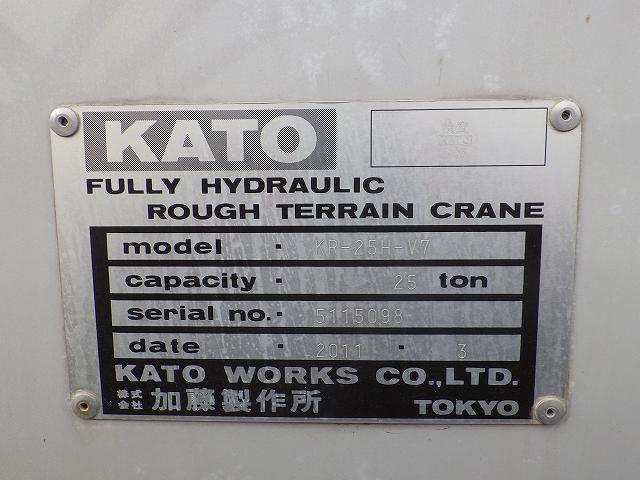 KATO
FULLY HYDRAULIC
ROUGH TERRAIN CRANE
model · KR-25H-V7
capacity · 25 ton
serial no.· 5115098
date · 2011 · 3
KATO WORKS CO.,LTD.
株式会社 加藤製作所 TOKYO